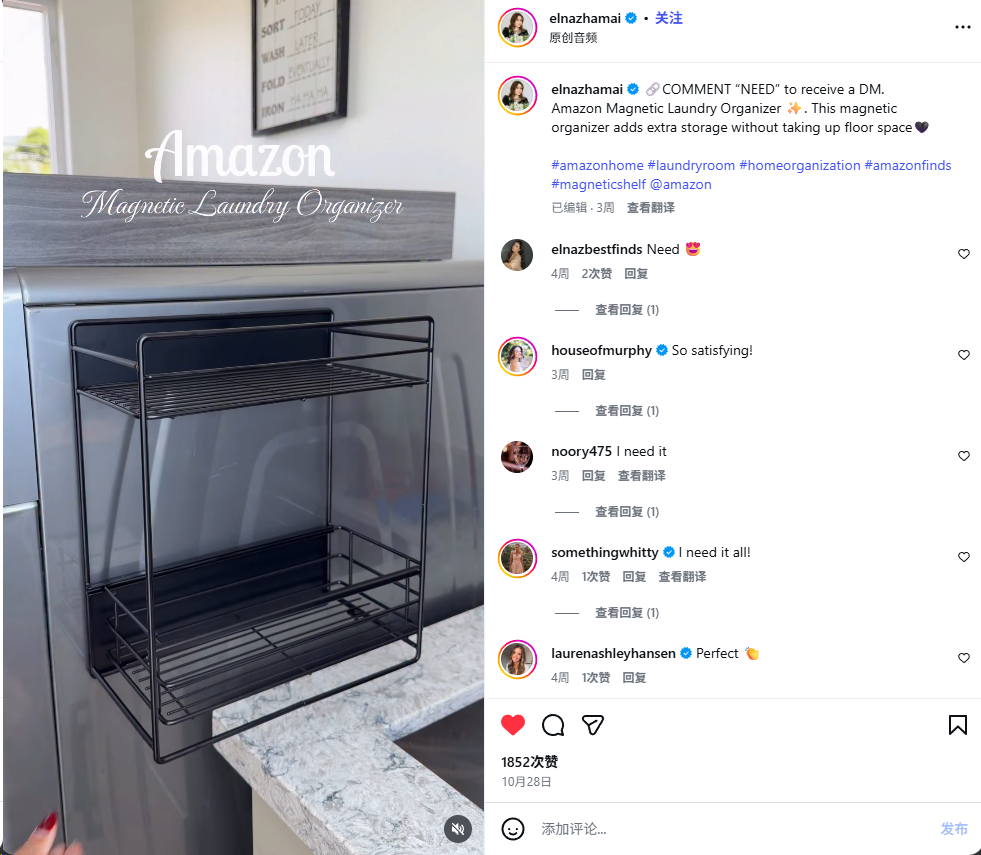 SORT TODAY
WASH LATER
FOLD EVENTUALLY
IRON HA, HA, HA
Amazon
Magnetic Laundry Organizer
elnazhamai • 关注
原创音频
elnazhamai 🔗COMMENT “NEED” to receive a DM.
Amazon Magnetic Laundry Organizer ✨. This magnetic
organizer adds extra storage without taking up floor space🖤
#amazonhome #laundryroom #homeorganization #amazonfinds
#magneticshelf @amazon
已编辑 · 3周 查看翻译
elnazbestfinds Need 😍
4周 2次赞 回复
查看回复 (1)
houseofmurphy So satisfying!
3周 回复
查看回复 (1)
noory475 I need it
3周 回复 查看翻译
查看回复 (1)
somethingwhitty I need it all!
4周 1次赞 回复 查看翻译
查看回复 (1)
laurenashleyhansen Perfect 👏
4周 1次赞 回复
1852次赞
10月28日
添加评论...
发布